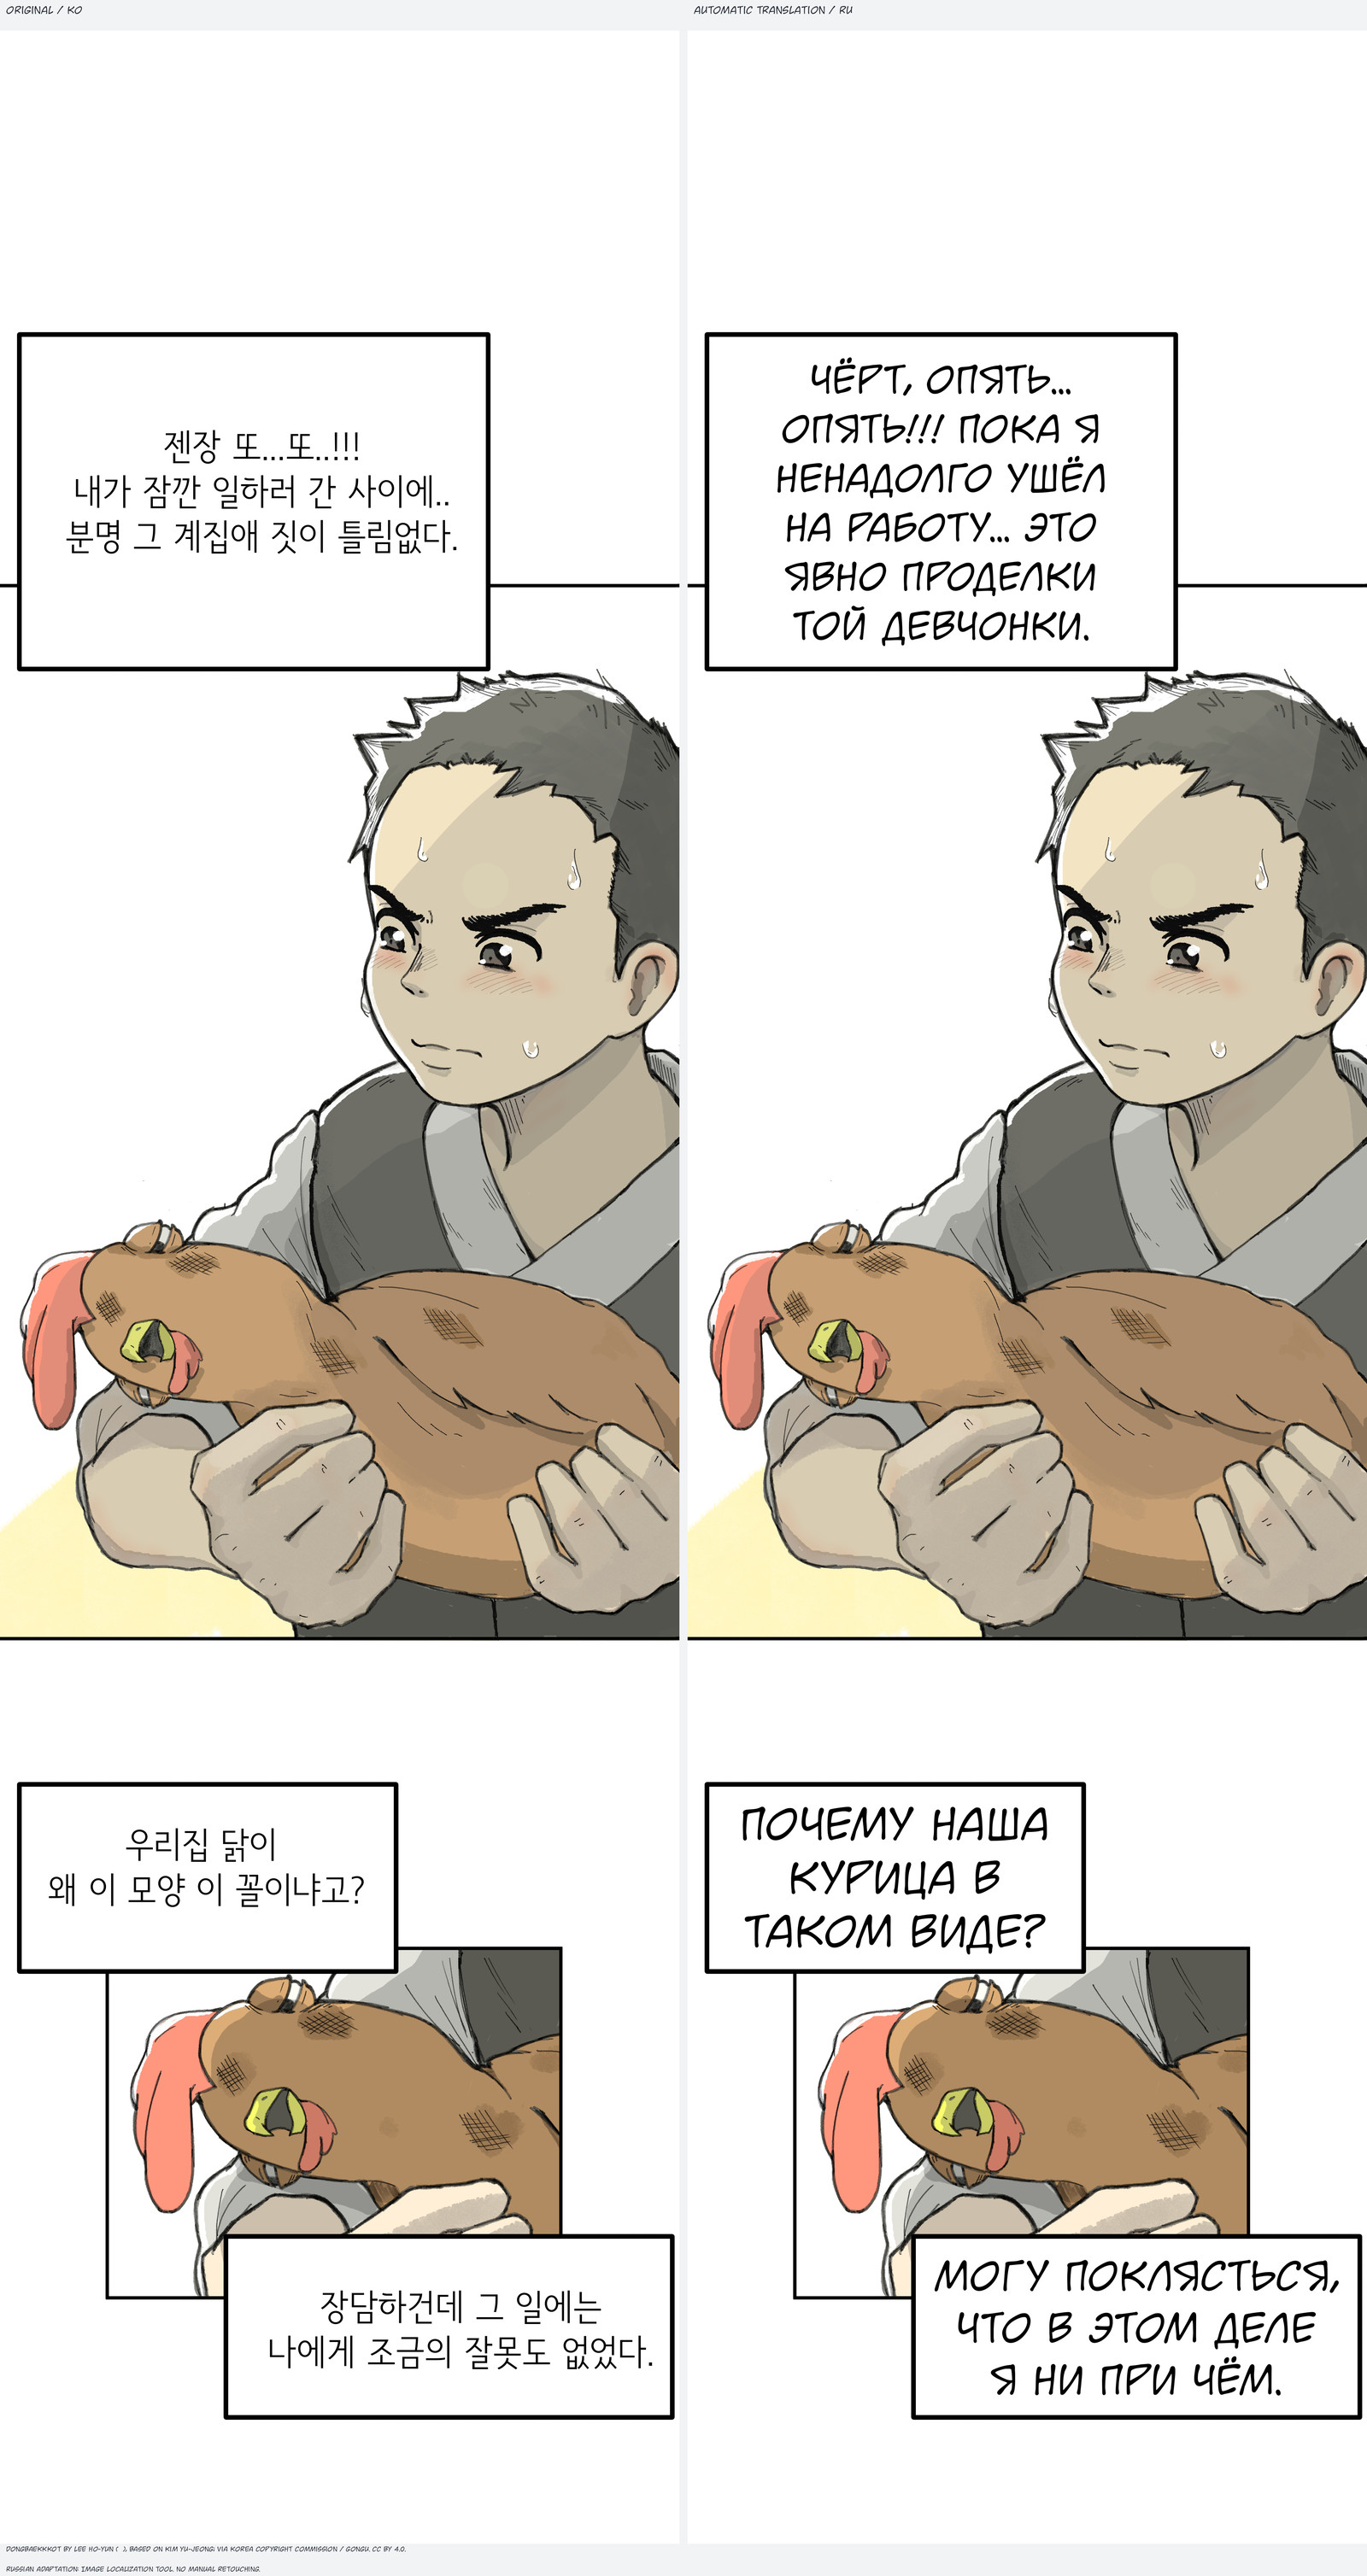 ORIGINAL / KO
AUTOMATIC TRANSLATION / RU
젠장 또...또..!!!
내가 잠깐 일하러 간 사이에..
분명 그 계집애 짓이 틀림없다.
ЧЁРТ, ОПЯТЬ...
ОПЯТЬ!!! ПОКА Я
НЕНАДОЛГО УШЁЛ
НА РАБОТУ... ЭТО
ЯВНО ПРОДЕЛКИ
ТОЙ ДЕВЧОНКИ.
우리집 닭이
왜 이 모양 이 꼴이냐고?
ПОЧЕМУ НАША
КУРИЦА В
ТАКОМ ВИДЕ?
장담하건데 그 일에는
나에게 조금의 잘못도 없었다.
МОГУ ПОКЛЯСТЬСЯ,
ЧТО В ЭТОМ ДЕЛЕ
Я НИ ПРИ ЧЁМ.
DONGBAEKKKOT BY LEE HO-YUN ( ), BASED ON KIM YU-JEONG; VIA KOREA COPYRIGHT COMMISSION / GONGU. CC BY 4.0.
RUSSIAN ADAPTATION: IMAGE LOCALIZATION TOOL. NO MANUAL RETOUCHING.